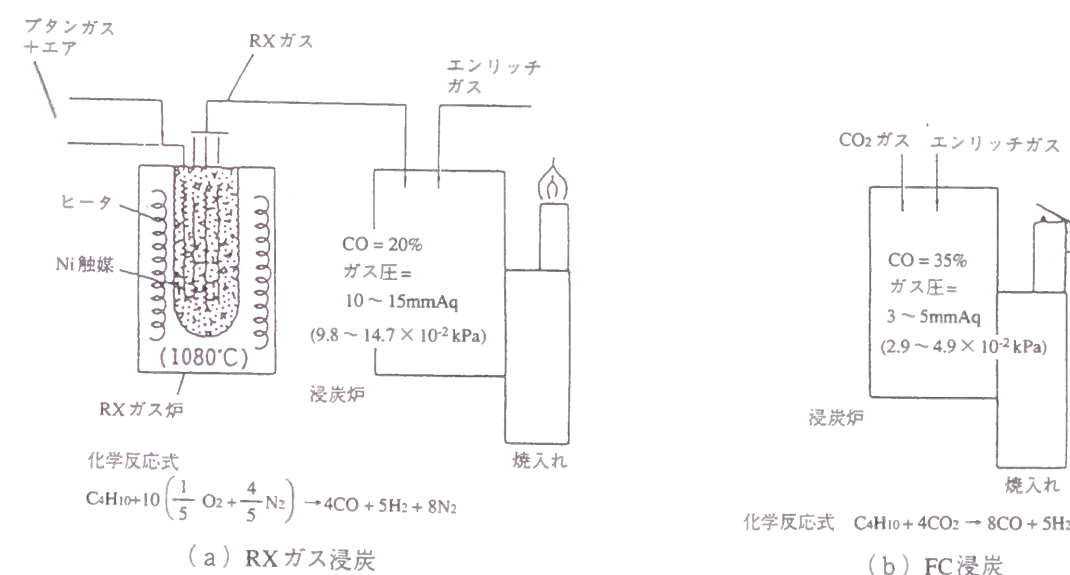 ブタンガス
+エア
RXガス
エンリッチ
ガス
ヒータ
Ni触媒
(1080℃)
RXガス炉
CO = 20%
ガス圧=
10～15mmAq
(9.8～14.7×10-2 kPa)
浸炭炉
焼入れ
化学反応式
C4H10+10(1/5 O2+4/5 N2)→4CO+5H2+8N2
(a) RXガス浸炭
CO2ガス エンリッチガス
CO = 35%
ガス圧=
3～5mmAq
(2.9～4.9×10-2 kPa)
浸炭炉
焼入れ
化学反応式 C4H10+4CO2→8CO+5H2
(b) FC浸炭